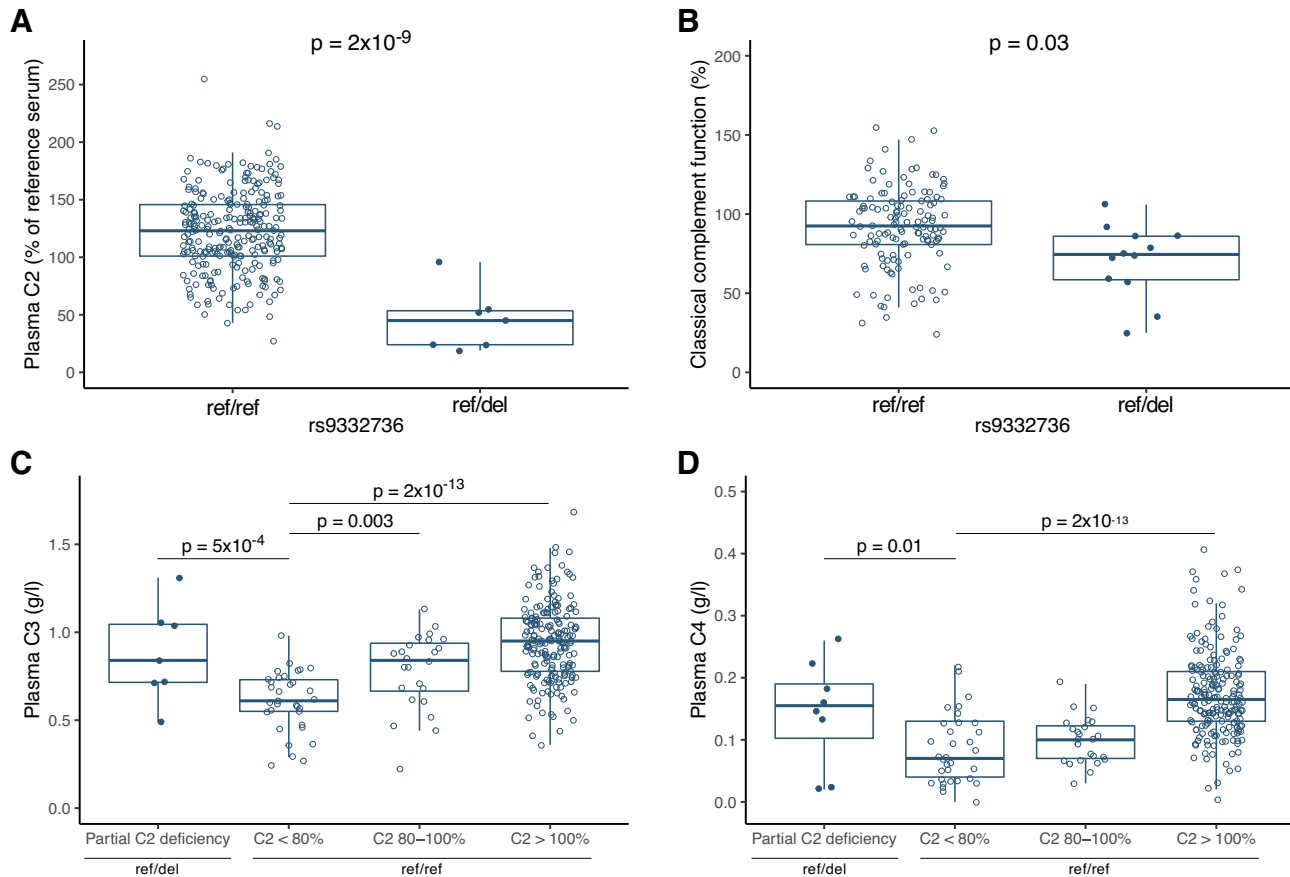 A
p = 2x10-9
Plasma C2 (% of reference serum)
250
200
150
100
50
0
ref/ref
ref/del
rs9332736
B
p = 0.03
Classical complement function (%)
200
150
100
50
0
ref/ref
ref/del
rs9332736
C
p = 2x10-13
p = 0.003
p = 5x10-4
Plasma C3 (g/l)
1.5
1.0
0.5
0.0
Partial C2 deficiency
C2 < 80%
C2 80–100%
C2 > 100%
ref/del
ref/ref
D
p = 2x10-13
p = 0.01
Plasma C4 (g/l)
0.5
0.4
0.3
0.2
0.1
0.0
Partial C2 deficiency
C2 < 80%
C2 80–100%
C2 > 100%
ref/del
ref/ref